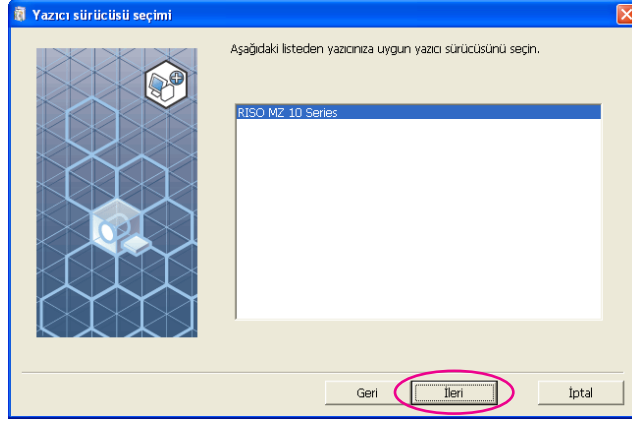 Yazıcı sürücüsü seçimi
Aşağıdaki listeden yazıcınıza uygun yazıcı sürücüsünü seçin.
RISO MZ 10 Series
Geri
İleri
İptal